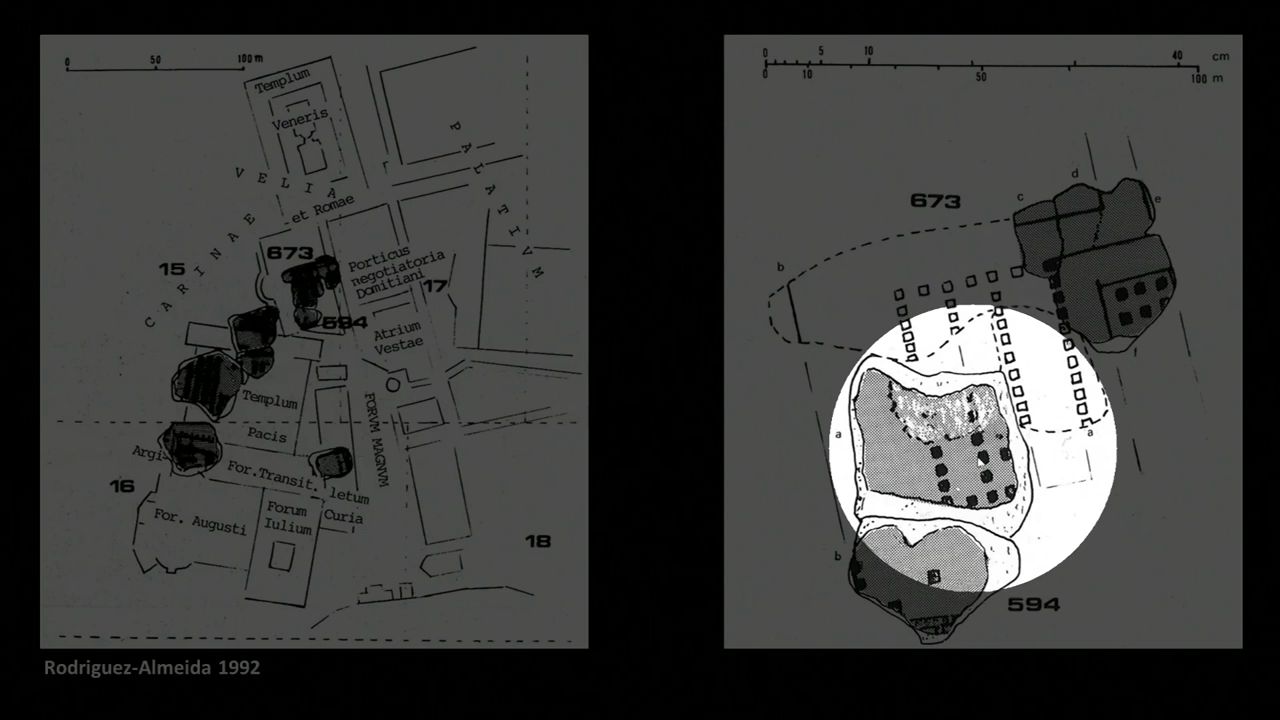 0 50 100 m
Templum
Veneris
VELIA
PALATIVM
et Romae
CARINAE
673
15
Porticus
negotiatoria
Domitiani
17
594
Atrium
Vestae
Templum
Pacis
FORVM MAGNVM
Argi
For.Transit.
letum
16
For. Augusti
Forum
Iulium
Curia
18
Rodriguez-Almeida 1992
0 5 10 40 cm
0 10 50 100 m
673
d
c
e
b
a
a
b
594